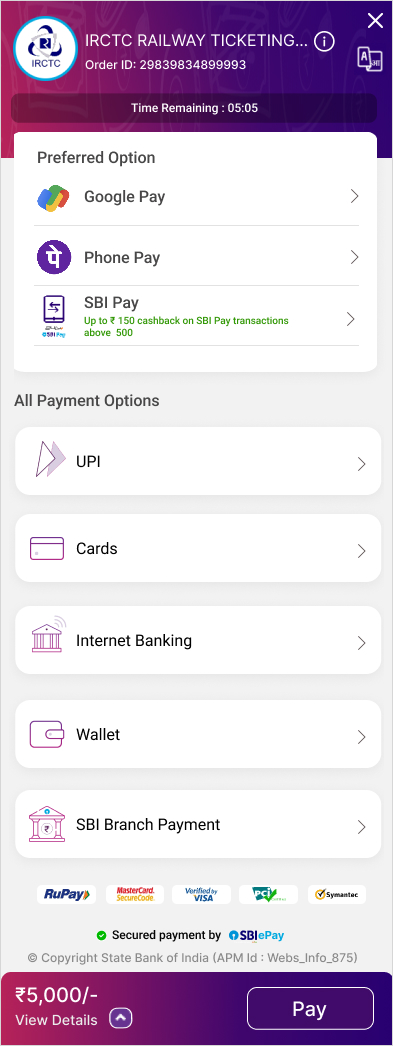 IRCTC RAILWAY TICKETING...
IRCTC
Order ID: 29839834899993
Time Remaining : 05:05
Preferred Option
Google Pay
पे
Phone Pay
SBI Pay
Up to ₹ 150 cashback on SBI Pay transactions
above 500
SBI Pay
All Payment Options
UPI
Cards
Internet Banking
Wallet
SBI Branch Payment
RuPay
MasterCard.
SecureCode.
Verified by
VISA
PCI
Symantec
Secured payment by SBIePay
© Copyright State Bank of India (APM Id : Webs_Info_875)
₹5,000/-
View Details
Pay